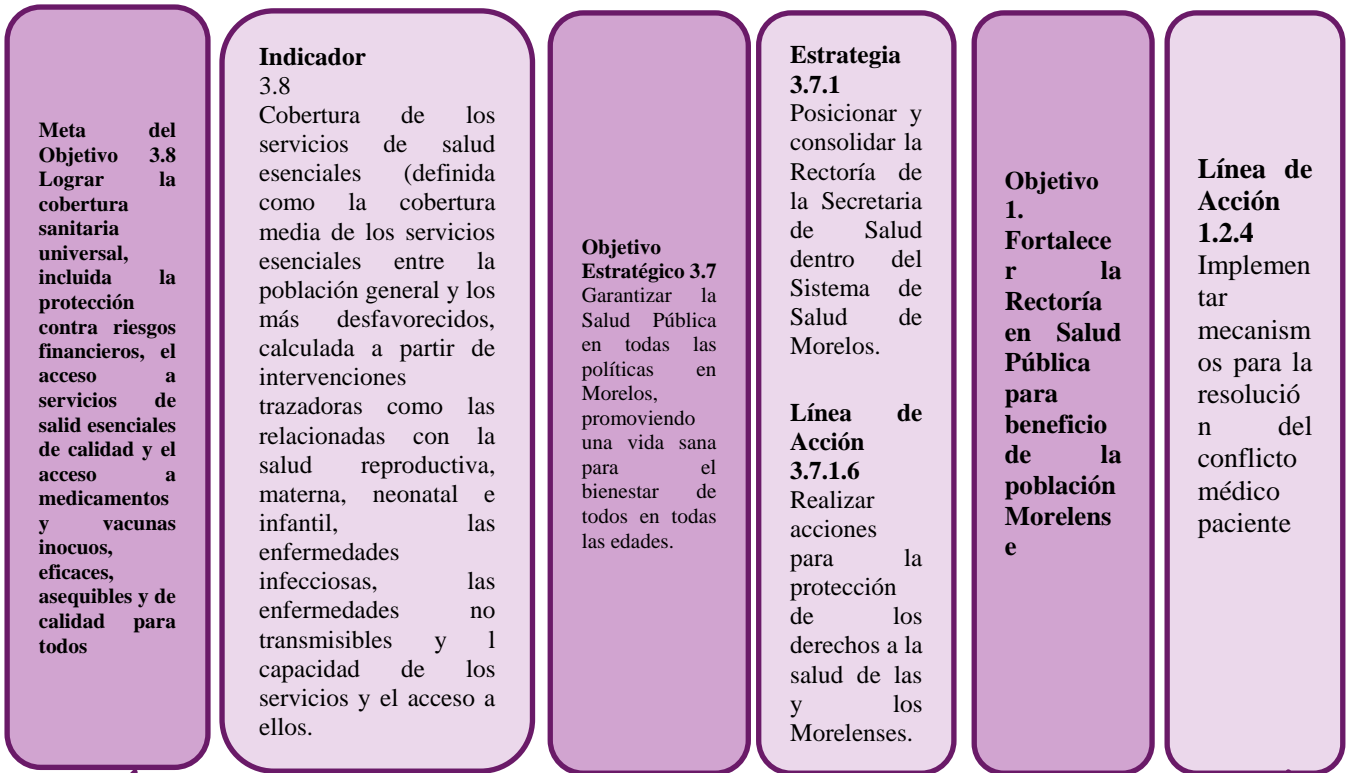 Meta del
Objetivo 3.8
Lograr la
cobertura
sanitaria
universal,
incluida la
protección
contra riesgos
financieros, el
acceso a
servicios de
salid esenciales
de calidad y el
acceso a
medicamentos
y vacunas
inocuos,
eficaces,
asequibles y de
calidad para
todos
Indicador
3.8
Cobertura de los
servicios de salud
esenciales (definida
como la cobertura
media de los servicios
esenciales entre la
población general y los
más desfavorecidos,
calculada a partir de
intervenciones
trazadoras como las
relacionadas con la
salud reproductiva,
materna, neonatal e
infantil, las
enfermedades
infecciosas, las
enfermedades no
transmisibles y l
capacidad de los
servicios y el acceso a
ellos.
Objetivo
Estratégico 3.7
Garantizar la
Salud Pública
en todas las
políticas en
Morelos,
promoviendo
una vida sana
para el
bienestar de
todos en todas
las edades.
Estrategia
3.7.1
Posicionar y
consolidar la
Rectoría de
la Secretaria
de Salud
dentro del
Sistema de
Salud de
Morelos.
Línea de
Acción
3.7.1.6
Realizar
acciones
para la
protección
de los
derechos a la
salud de las
y los
Morelenses.
Objetivo
1.
Fortalece
r la
Rectoría
en Salud
Pública
para
beneficio
de la
población
Morelens
e
Línea de
Acción
1.2.4
Implemen
tar
mecanism
os para la
resolució
n del
conflicto
médico
paciente